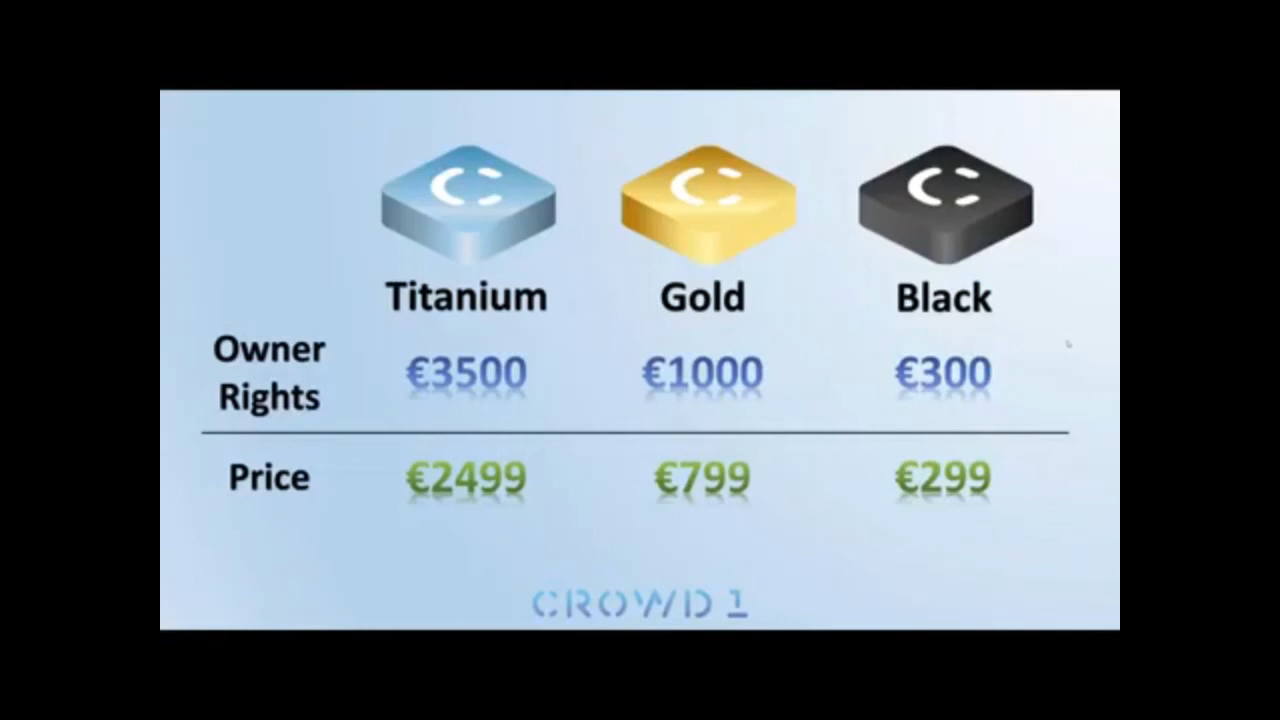 Titanium Gold Black
Owner Rights €3500 €1000 €300
Price €2499 €799 €299
CROWD 1